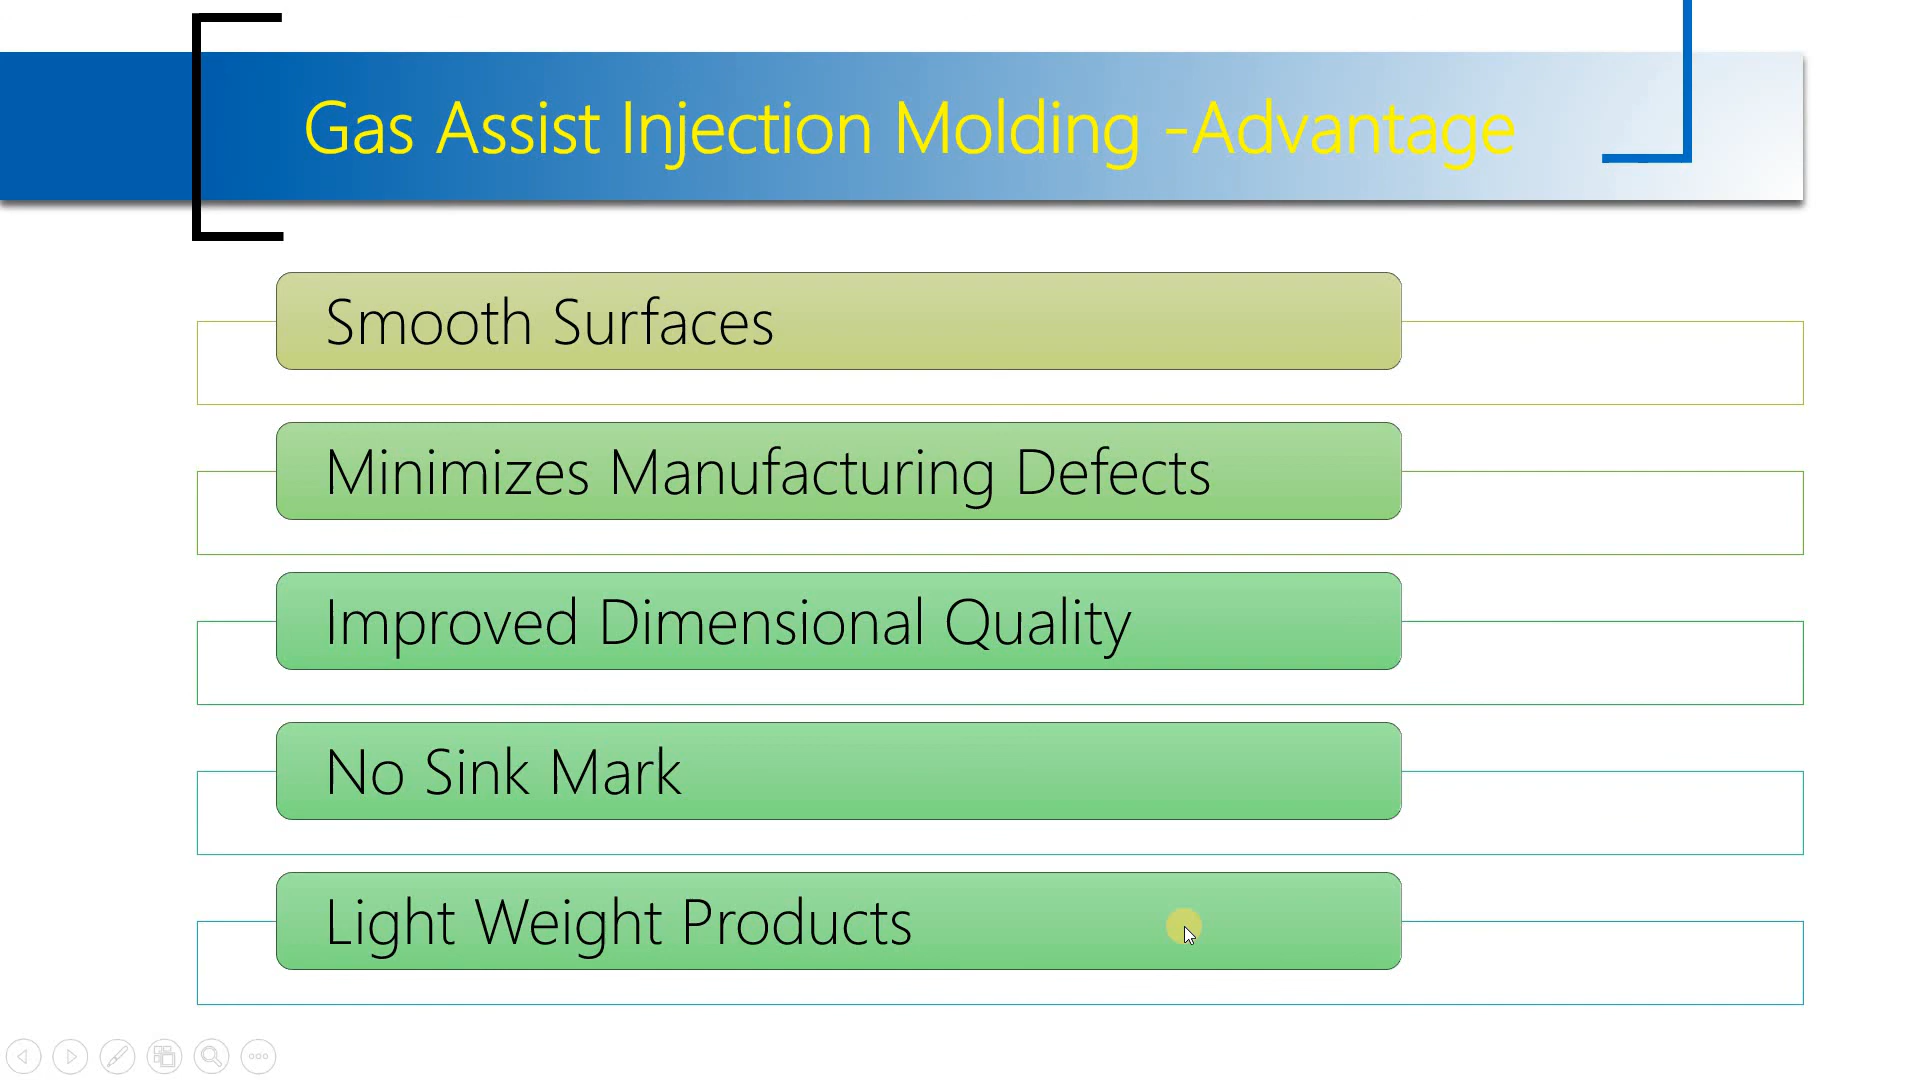 Gas Assist Injection Molding -Advantage
Smooth Surfaces
Minimizes Manufacturing Defects
Improved Dimensional Quality
No Sink Mark
Light Weight Products